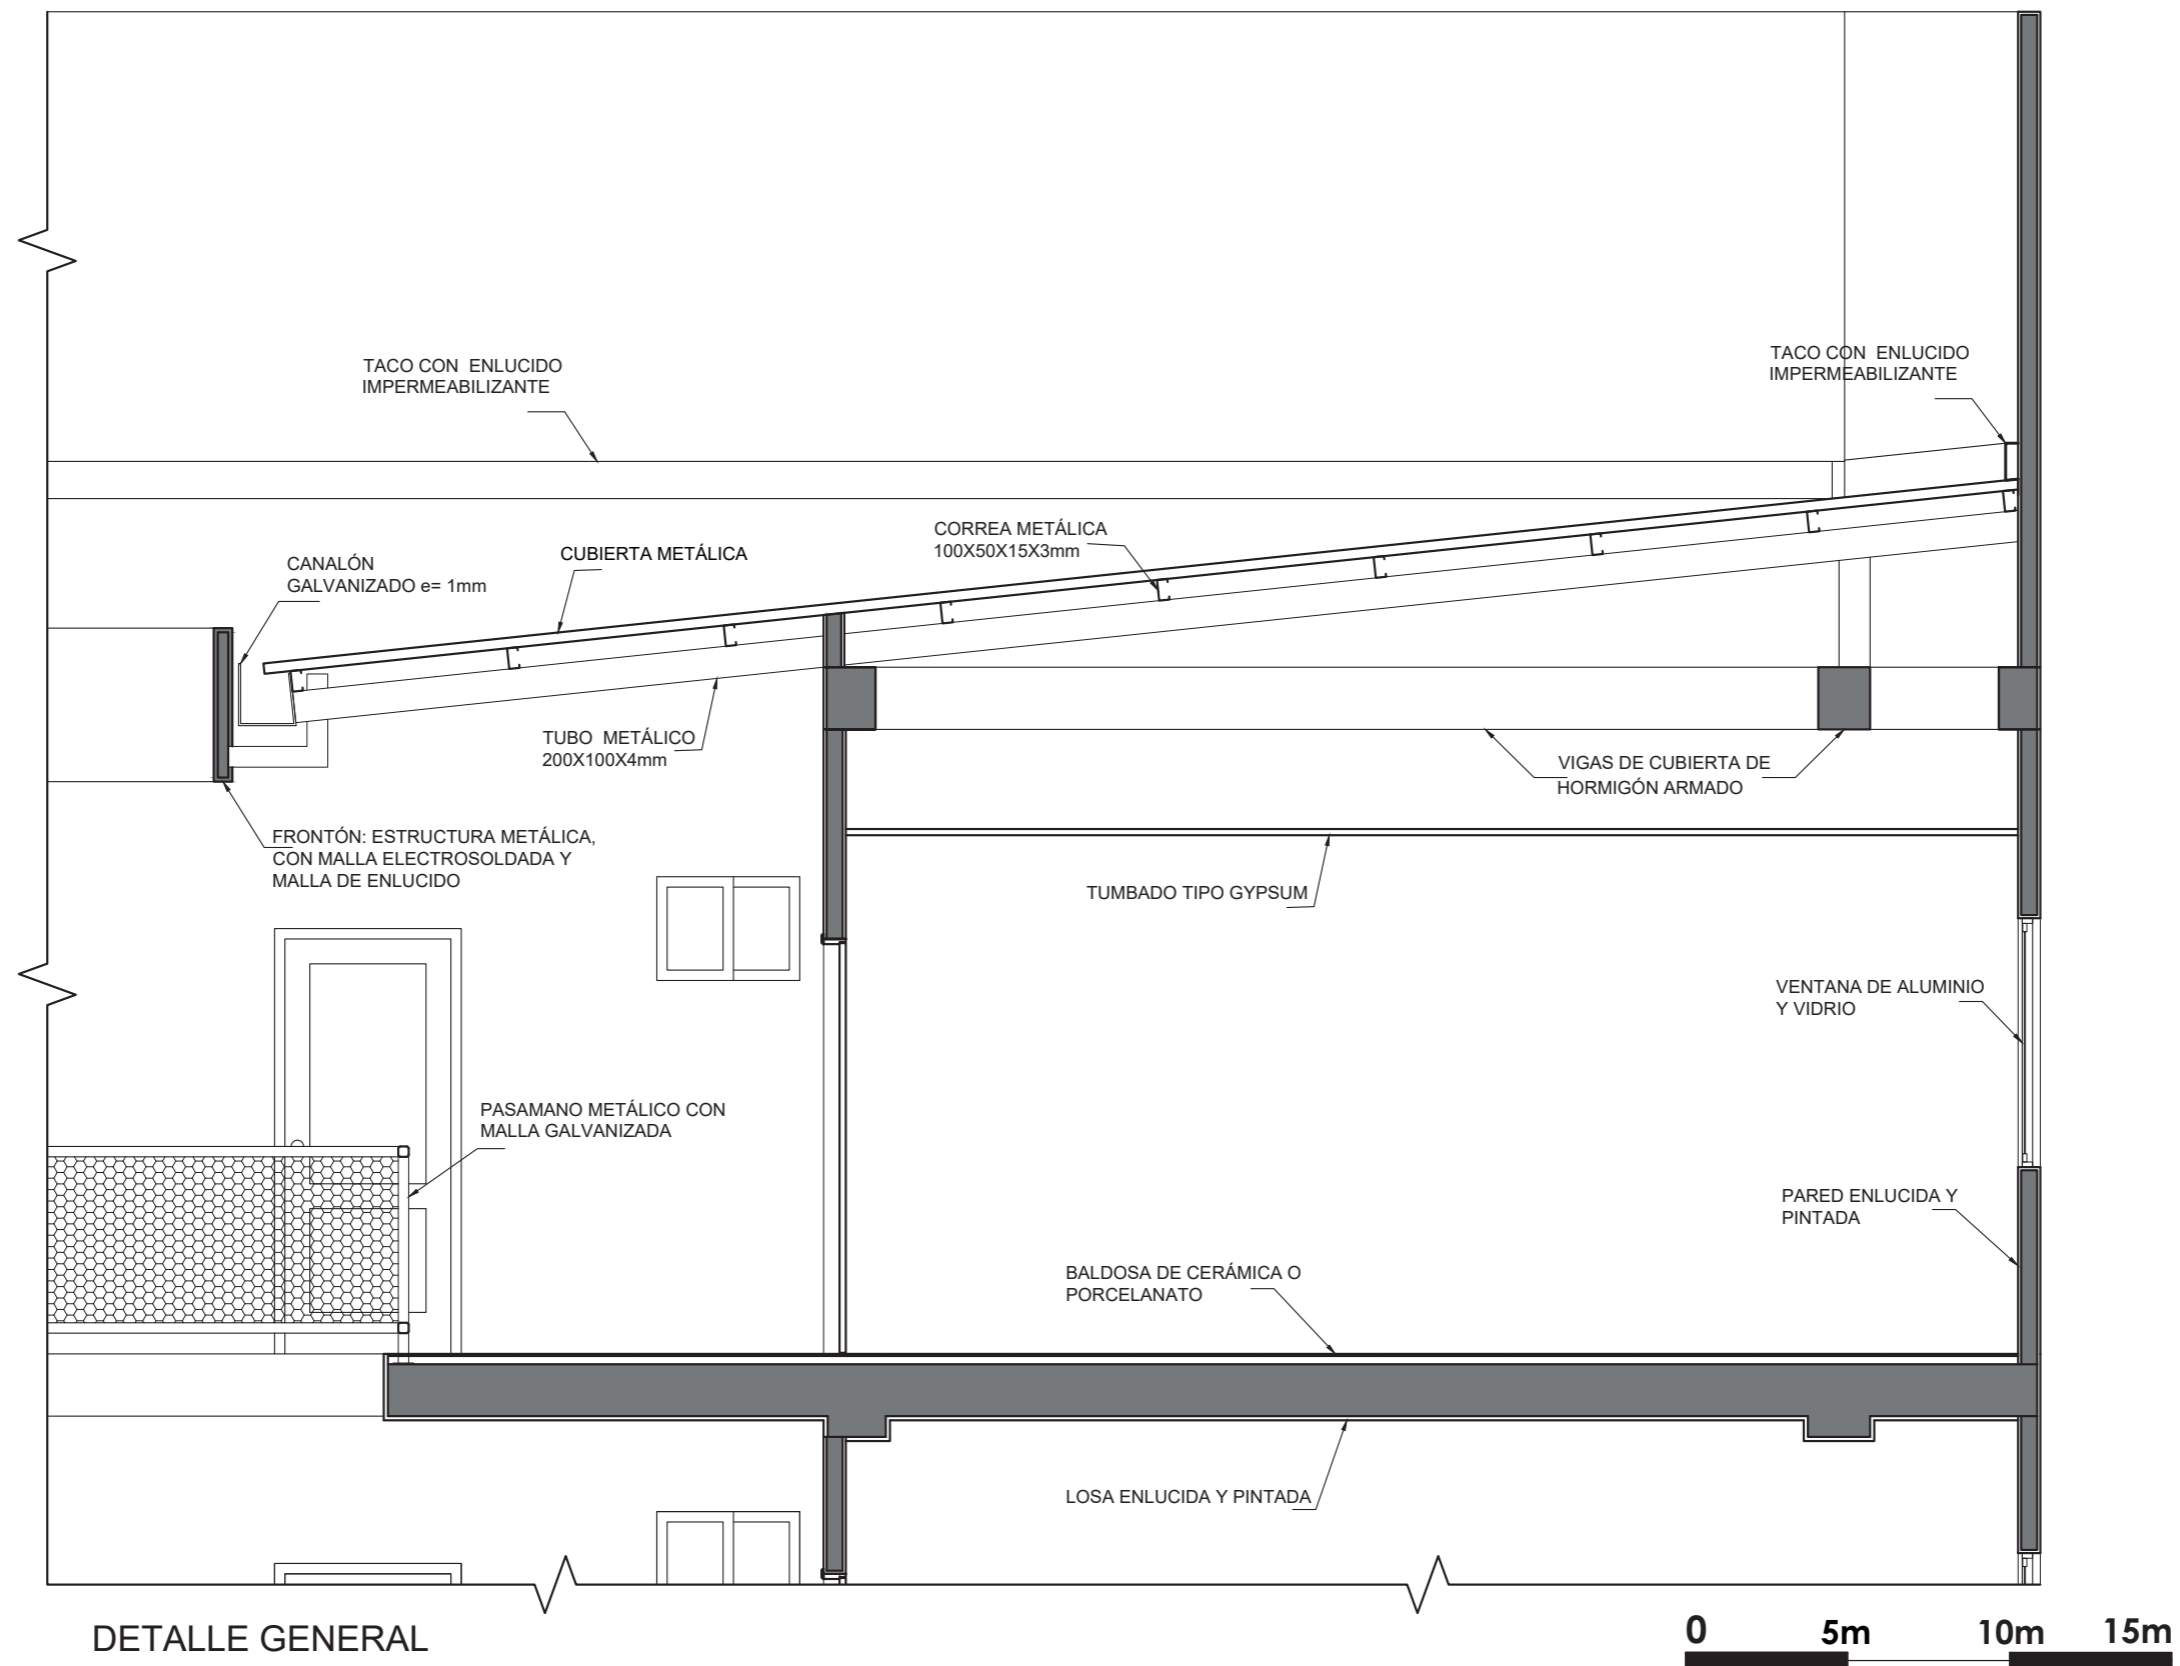 TACO CON ENLUCIDO
IMPERMEABILIZANTE
TACO CON ENLUCIDO
IMPERMEABILIZANTE
CORREA METÁLICA
100X50X15X3mm
CUBIERTA METÁLICA
CANALÓN
GALVANIZADO e= 1mm
TUBO METÁLICO
200X100X4mm
VIGAS DE CUBIERTA DE
HORMIGÓN ARMADO
FRONTÓN: ESTRUCTURA METÁLICA,
CON MALLA ELECTROSOLDADA Y
MALLA DE ENLUCIDO
TUMBADO TIPO GYPSUM
VENTANA DE ALUMINIO
Y VIDRIO
PASAMANO METÁLICO CON
MALLA GALVANIZADA
PARED ENLUCIDA Y
PINTADA
BALDOSA DE CERÁMICA O
PORCELANATO
LOSA ENLUCIDA Y PINTADA
DETALLE GENERAL
0 5m 10m 15m